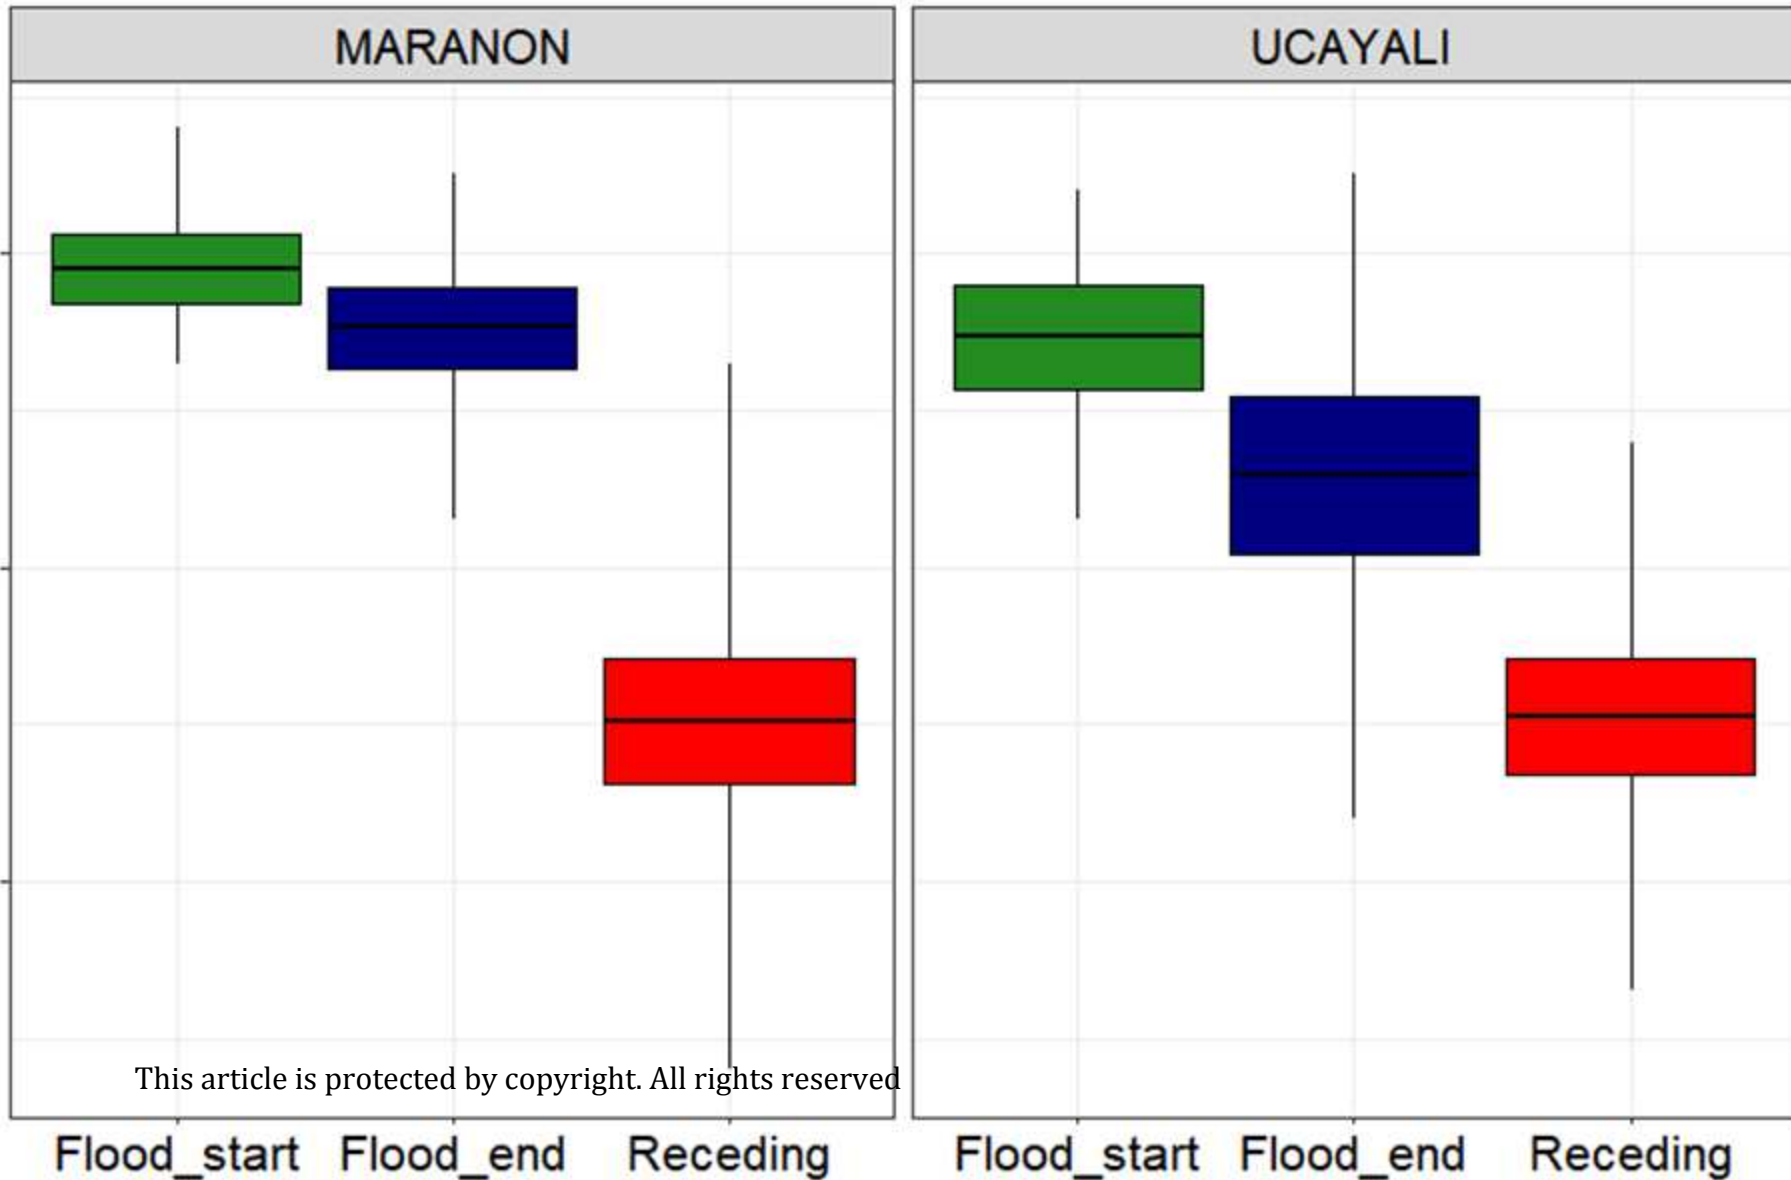 MARANON
UCAYALI
This article is protected by copyright. All rights reserved
Flood_start Flood_end Receding
Flood_start Flood_end Receding